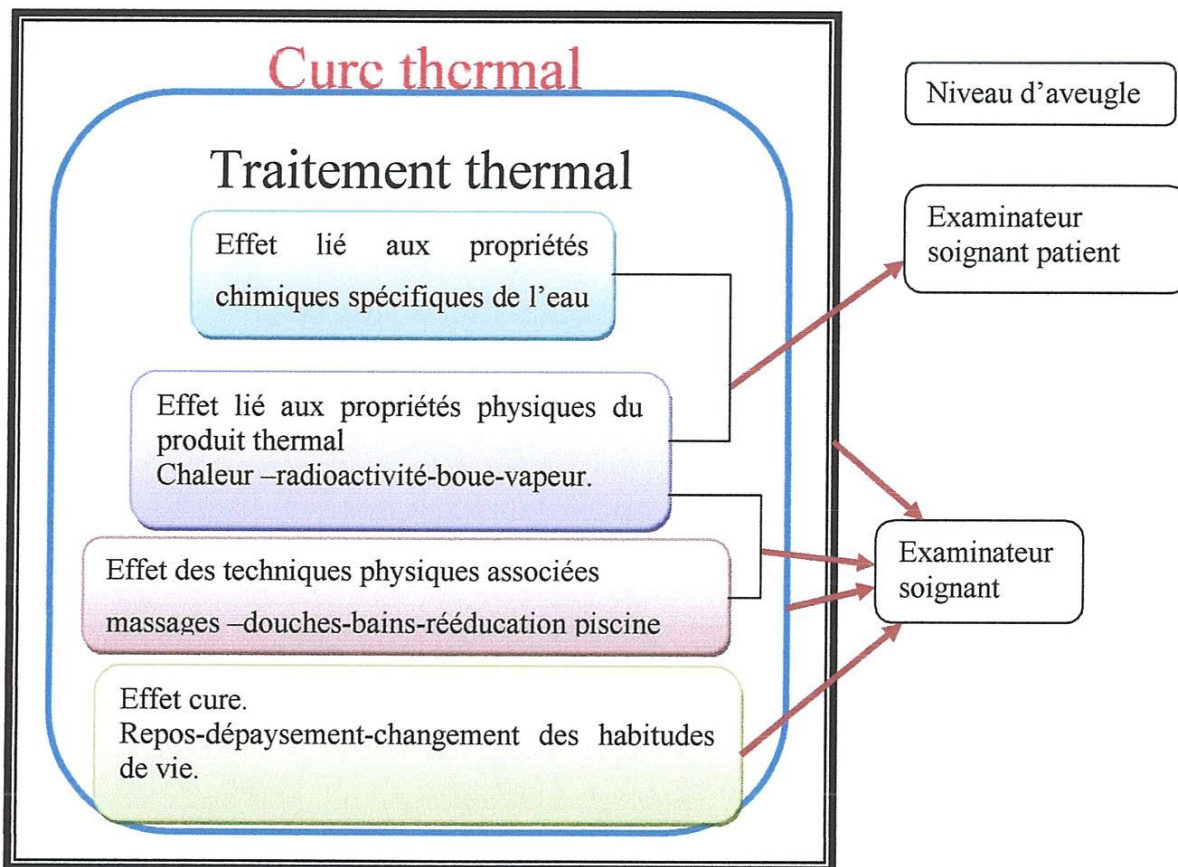 Cure thermal
Niveau d'aveugle
Traitement thermal
Examinateur
soignant patient
Effet lié aux propriétés
chimiques spécifiques de l'eau
Effet lié aux propriétés physiques du
produit thermal
Chaleur –radioactivité-boue-vapeur.
Effet des techniques physiques associées
massages –douches-bains-rééducation piscine
Examinateur
soignant
Effet cure.
Repos-dépaysement-changement des habitudes
de vie.